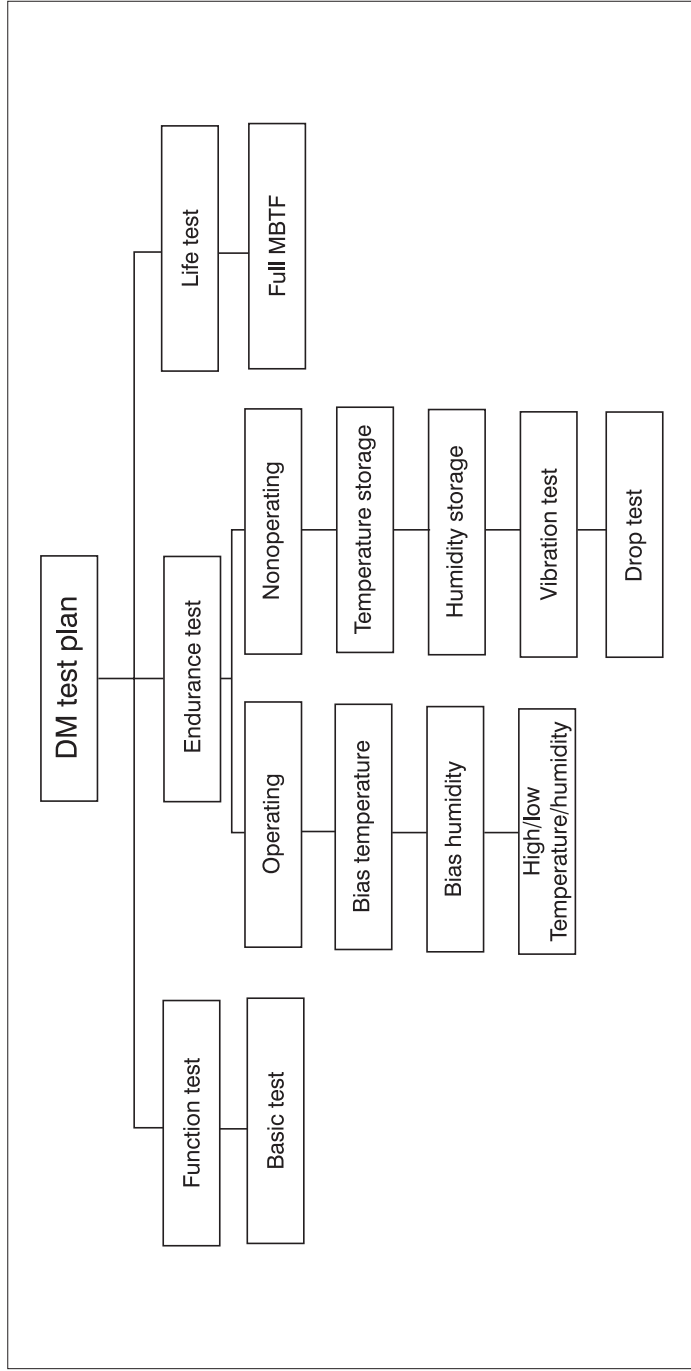 DM test plan
Function test
Endurance test
Life test
Basic test
Operating
Nonoperating
Full MBTF
Bias temperature
Temperature storage
Bias humidity
Humidity storage
High/low
Temperature/humidity
Vibration test
Drop test